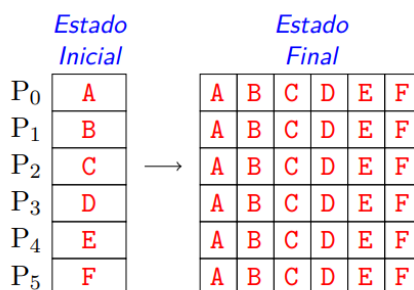 Estado Estado
Inicial Final
P0 A A B C D E F
P1 B A B C D E F
P2 C → A B C D E F
P3 D A B C D E F
P4 E A B C D E F
P5 F A B C D E F